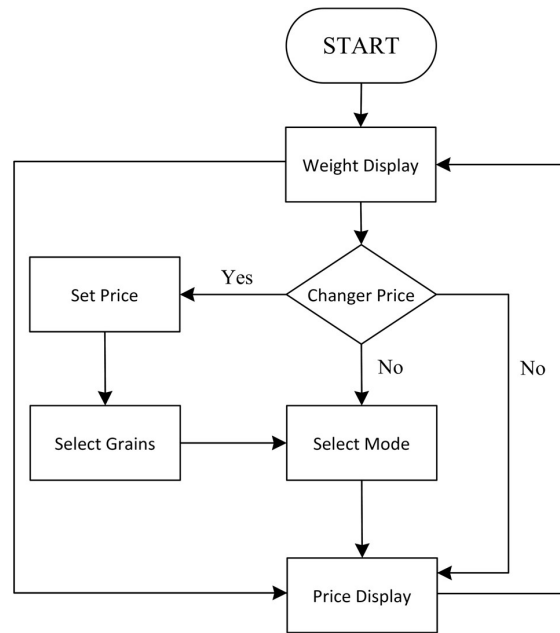 START
Weight Display
Changer Price
Yes
Set Price
No
No
Select Grains
Select Mode
Price Display